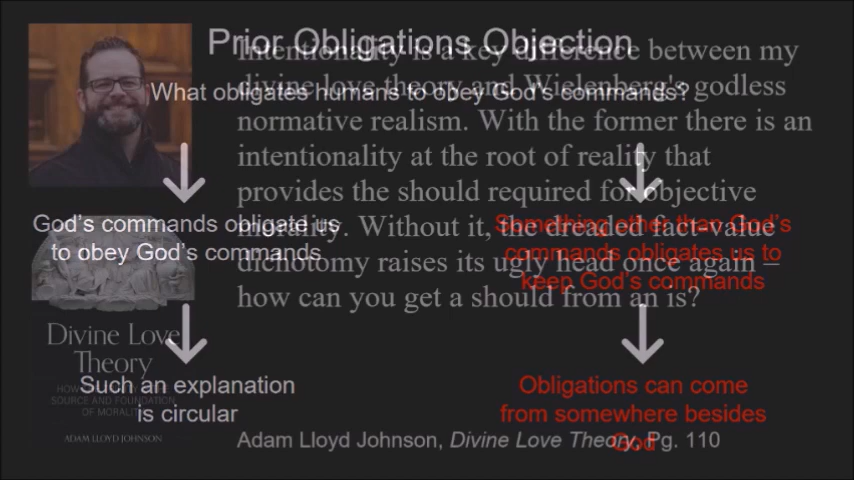 Prior Obligations Objection
Intentionality is a key difference between my
divine love theory and Wielenberg's godless
normative realism. With the former there is an
intentionality at the root of reality that
provides the should required for objective
morality. Without it, the dreaded fact–value
dichotomy raises its ugly head once again –
how can you get a should from an is?
Adam Lloyd Johnson, Divine Love Theory, Pg. 110
What obligates humans to obey God's commands?
God's commands obligate us
to obey God's commands
Such an explanation
is circular
Something other than God's
commands obligates us to
keep God's commands
Obligations can come
from somewhere besides
God
Divine Love
Theory
SOURCE AND FOUNDATION
OF MORALITY
ADAM LLOYD JOHNSON